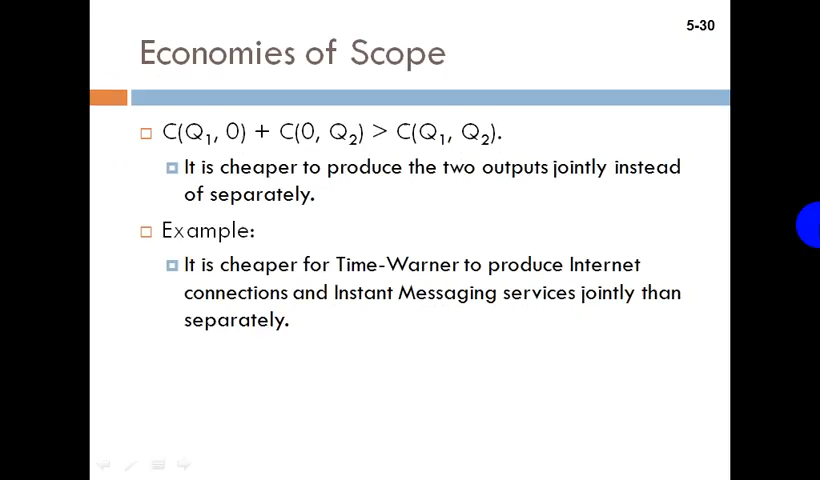 5-30
Economies of Scope
C(Q₁, 0) + C(0, Q₂) > C(Q₁, Q₂).
It is cheaper to produce the two outputs jointly instead
of separately.
Example:
It is cheaper for Time-Warner to produce Internet
connections and Instant Messaging services jointly than
separately.